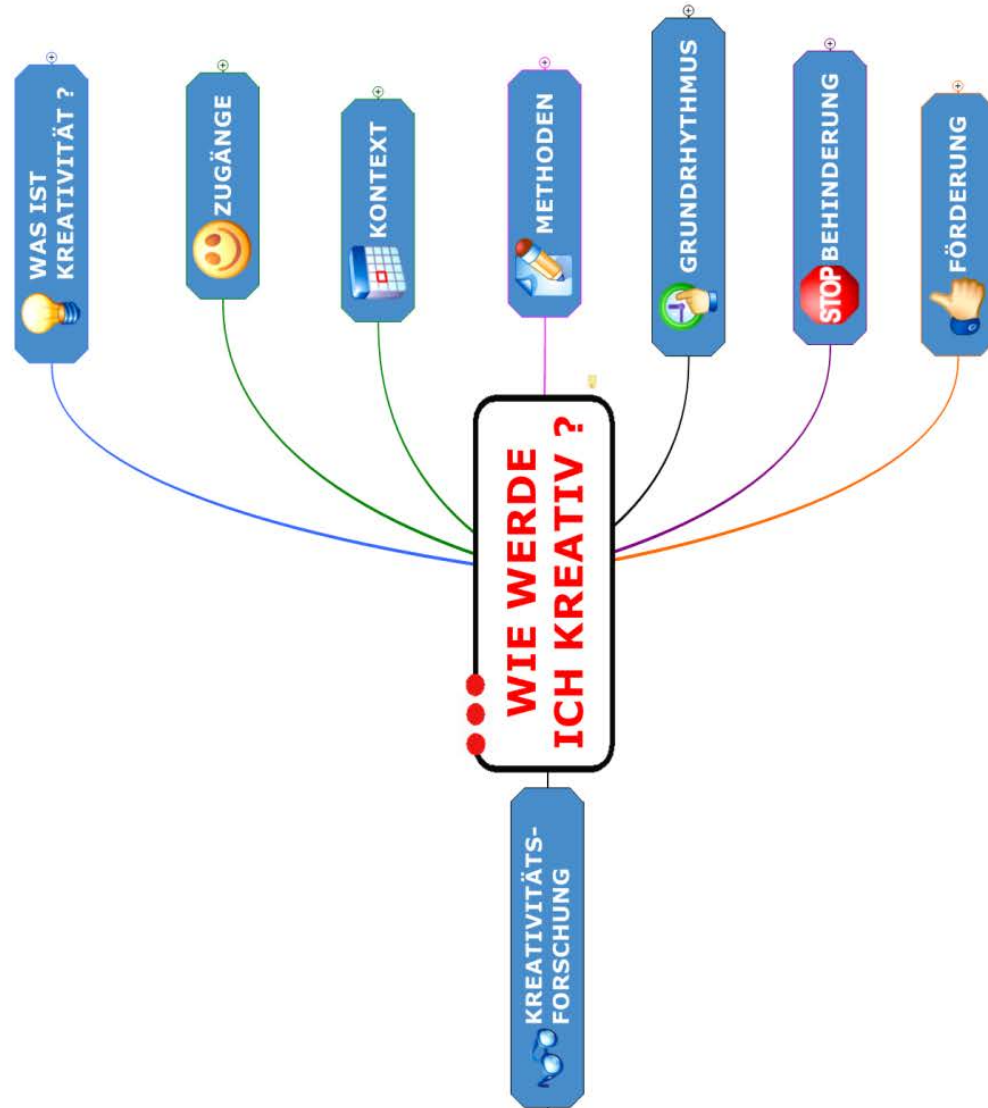 WIE WERDE
ICH KREATIV ?
WAS IST
KREATIVITÄT ?
ZUGÄNGE
KONTEXT
METHODEN
GRUNDRHYTHMUS
STOP
BEHINDERUNG
FÖRDERUNG
KREATIVITÄTS-
FORSCHUNG